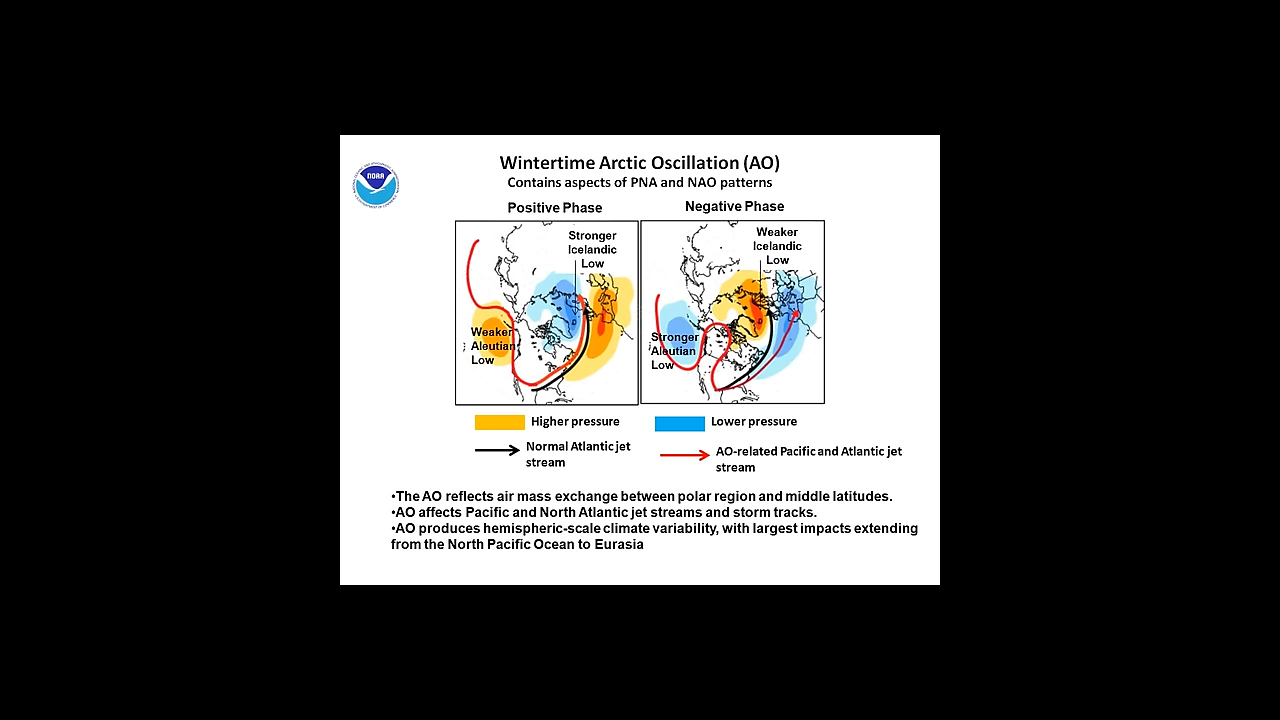 Wintertime Arctic Oscillation (AO)
Contains aspects of PNA and NAO patterns
NOAA
Positive Phase
Negative Phase
Stronger
Icelandic
Low
Weaker
Aleutian
Low
Weaker
Icelandic
Low
Stronger
Aleutian
Low
Higher pressure
Lower pressure
Normal Atlantic jet
stream
AO-related Pacific and Atlantic jet
stream
•The AO reflects air mass exchange between polar region and middle latitudes.
•AO affects Pacific and North Atlantic jet streams and storm tracks.
•AO produces hemispheric-scale climate variability, with largest impacts extending
from the North Pacific Ocean to Eurasia